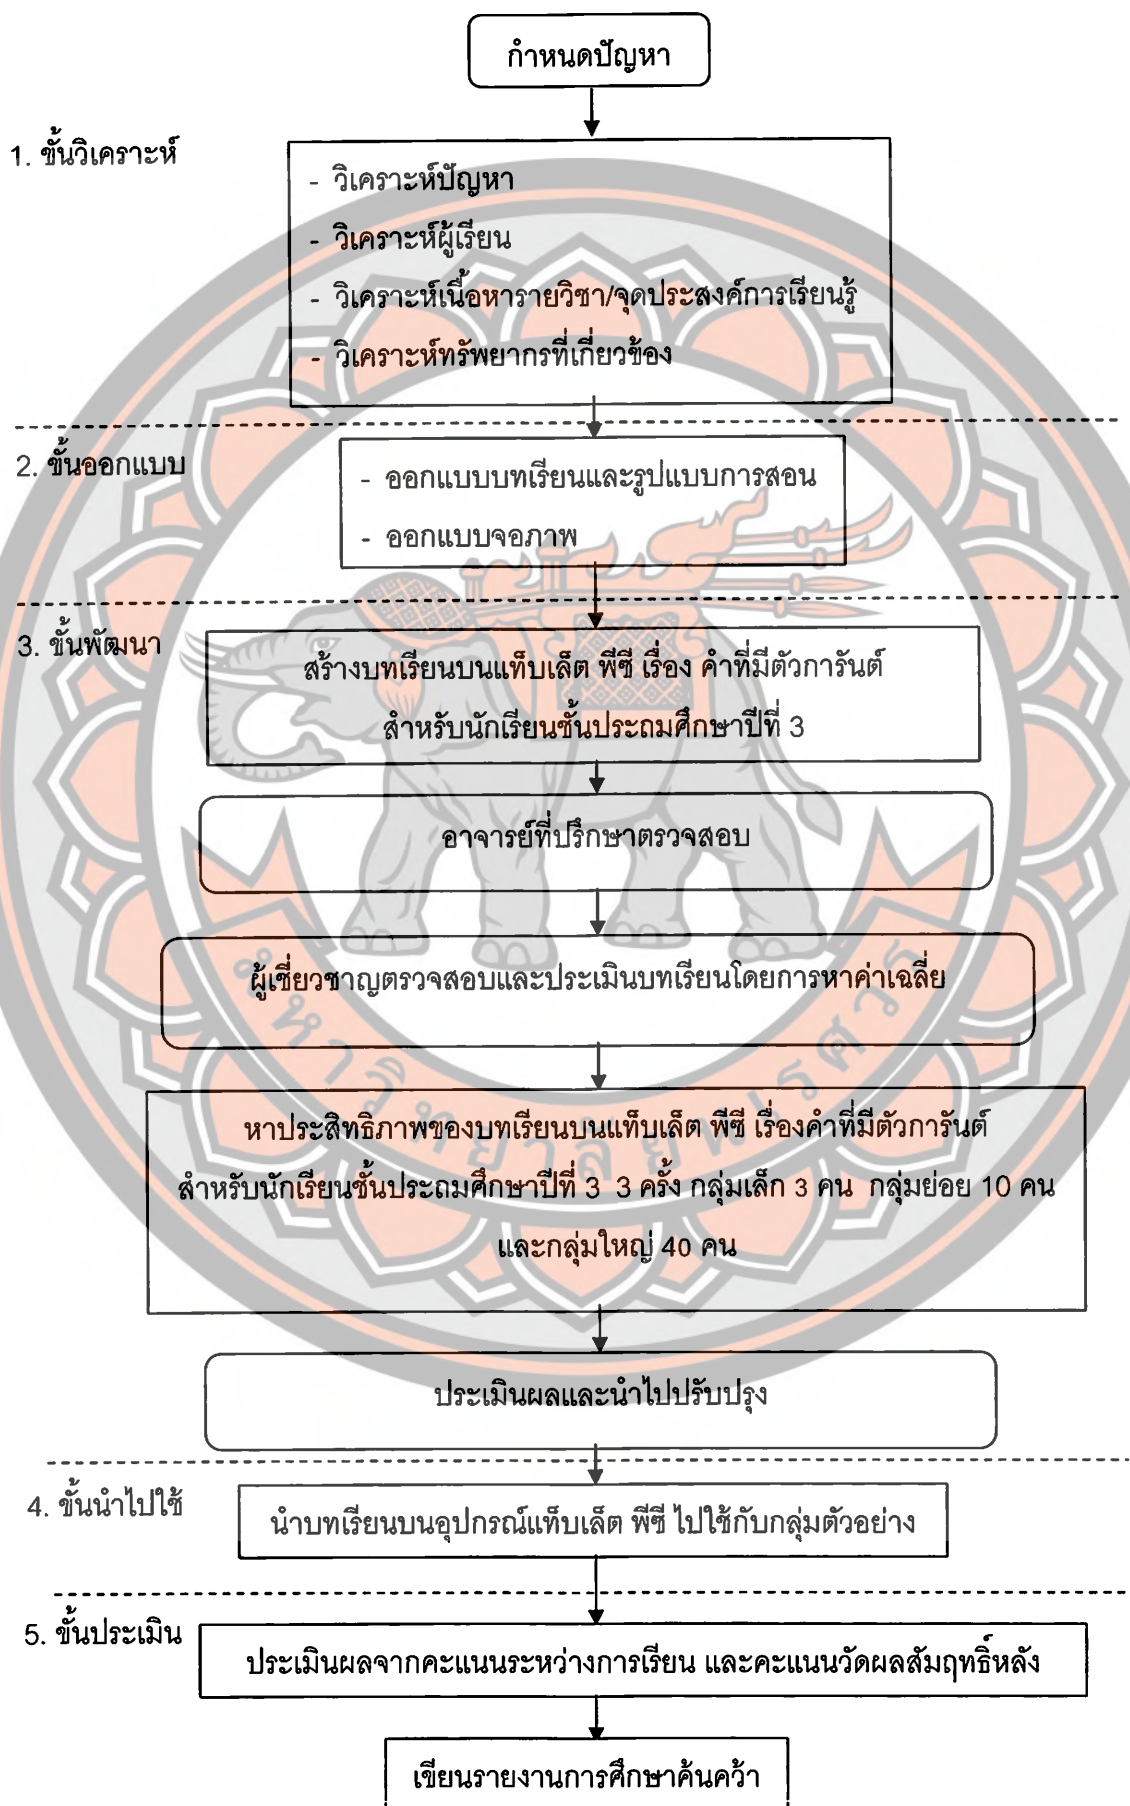 กำหนดปัญหา
1. ขั้นวิเคราะห์
- วิเคราะห์ปัญหา
- วิเคราะห์ผู้เรียน
- วิเคราะห์เนื้อหารายวิชา/จุดประสงค์การเรียนรู้
- วิเคราะห์ทรัพยากรที่เกี่ยวข้อง
2. ขั้นออกแบบ
- ออกแบบบทเรียนและรูปแบบการสอน
- ออกแบบจอภาพ
3. ขั้นพัฒนา
สร้างบทเรียนบนแท็บเล็ต พีซี เรื่อง คำที่มีตัวการันต์
สำหรับนักเรียนชั้นประถมศึกษาปีที่ 3
อาจารย์ที่ปรึกษาตรวจสอบ
ผู้เชี่ยวชาญตรวจสอบและประเมินบทเรียนโดยการหาค่าเฉลี่ย
มหาวิทยาลัยนเรศวร
หาประสิทธิภาพของบทเรียนบนแท็บเล็ต พีซี เรื่องคำที่มีตัวการันต์
สำหรับนักเรียนชั้นประถมศึกษาปีที่ 3 3 ครั้ง กลุ่มเล็ก 3 คน กลุ่มย่อย 10 คน
และกลุ่มใหญ่ 40 คน
ประเมินผลและนำไปปรับปรุง
4. ขั้นนำไปใช้
นำบทเรียนบนอุปกรณ์แท็บเล็ต พีซี ไปใช้กับกลุ่มตัวอย่าง
5. ขั้นประเมิน
ประเมินผลจากคะแนนระหว่างการเรียน และคะแนนวัดผลสัมฤทธิ์หลัง
เขียนรายงานการศึกษาค้นคว้า